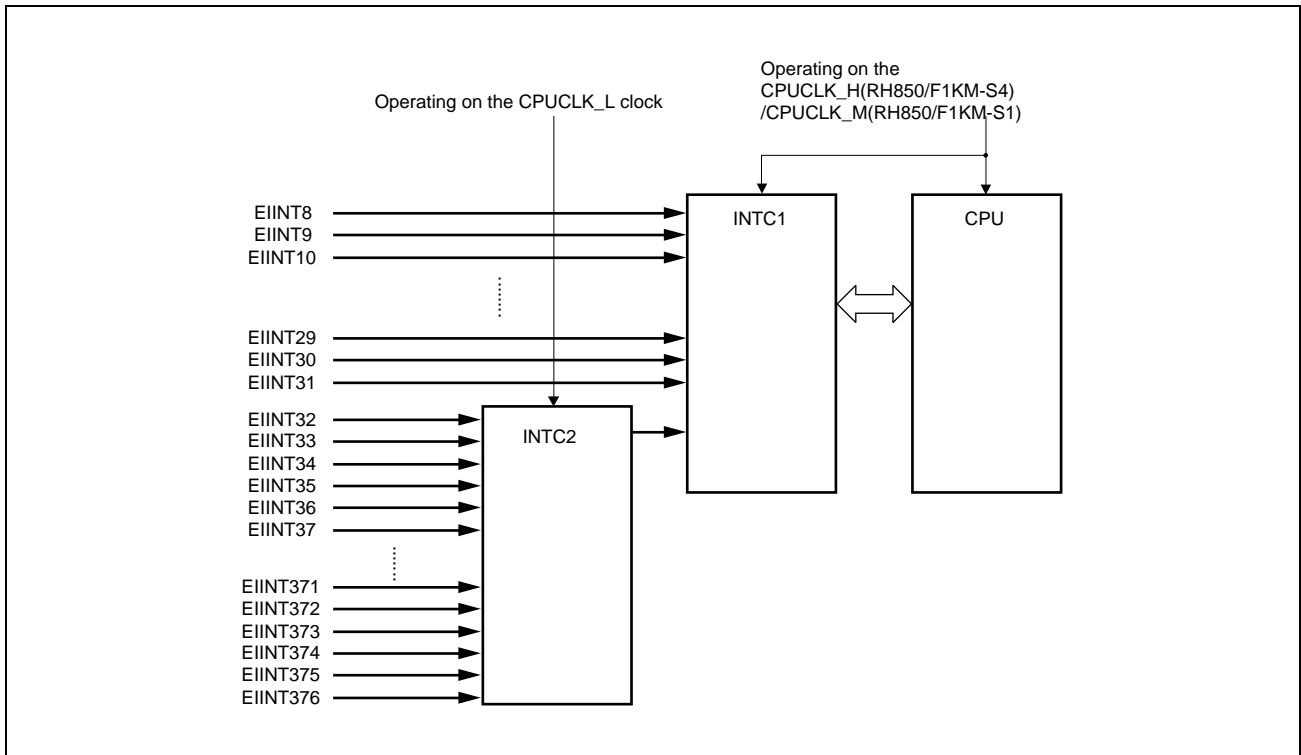 Operating on the
CPUCLK_H(RH850/F1KM-S4)
/CPUCLK_M(RH850/F1KM-S1)
Operating on the CPUCLK_L clock
EIINT8
EIINT9
EIINT10
EIINT29
EIINT30
EIINT31
INTC1
CPU
EIINT32
EIINT33
EIINT34
EIINT35
EIINT36
EIINT37
INTC2
EIINT371
EIINT372
EIINT373
EIINT374
EIINT375
EIINT376